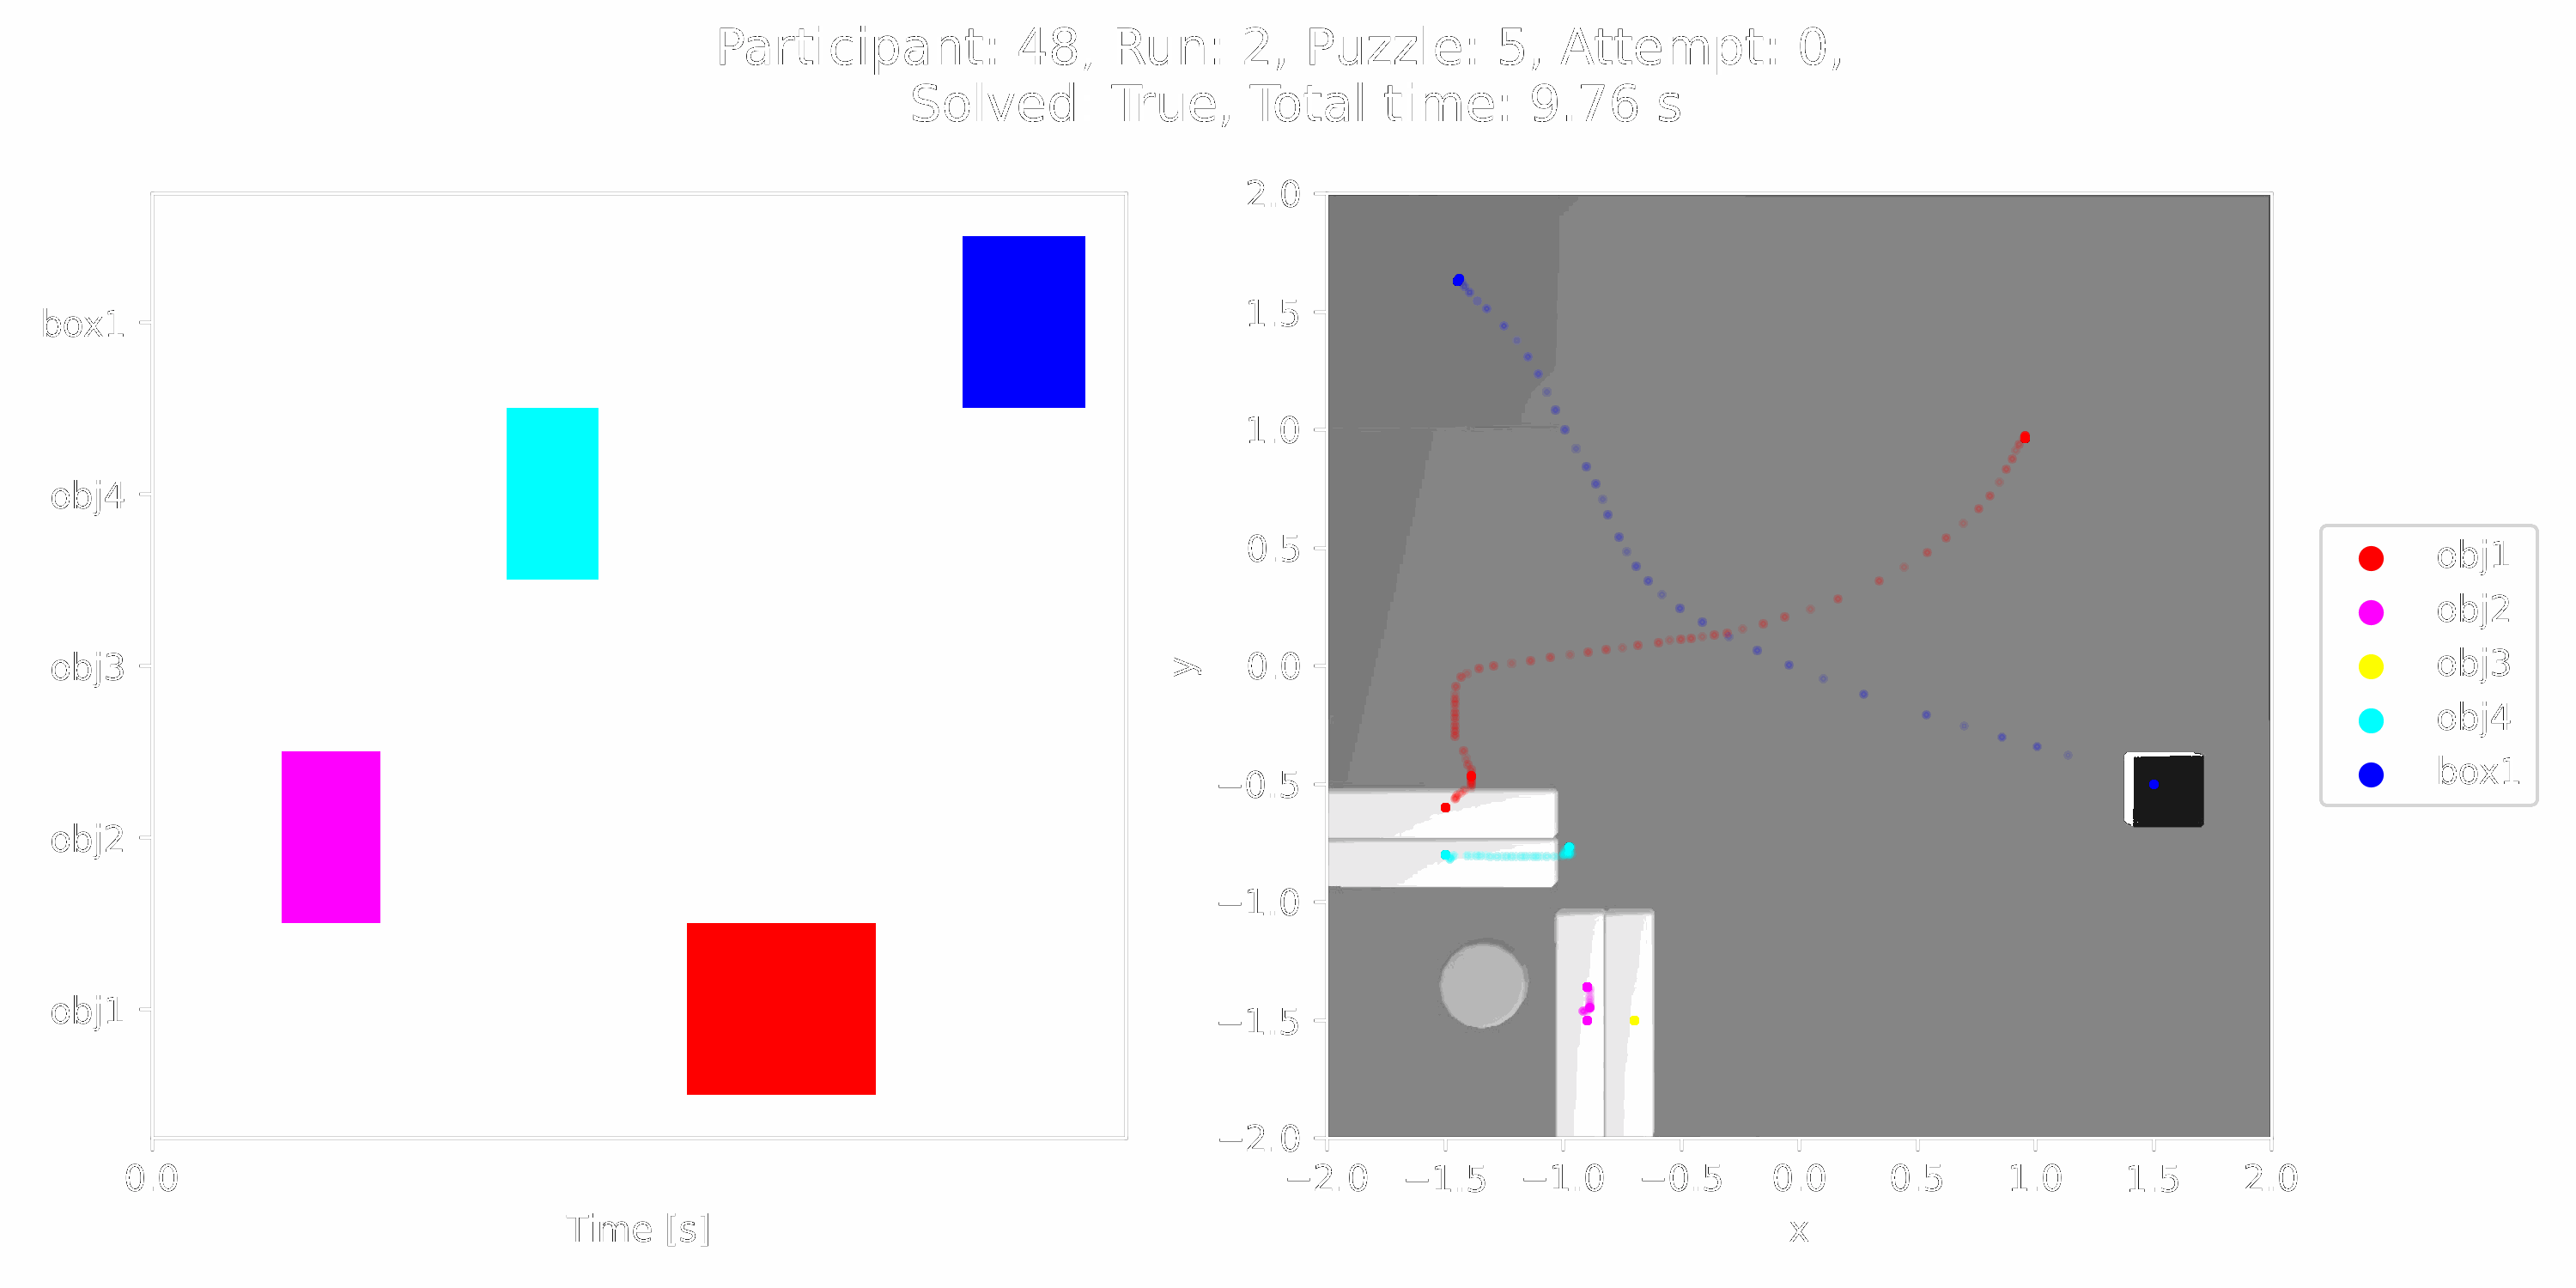 Participant: 48, Run: 2, Puzzle: 5, Attempt: 0,
Solved True, Total time: 9.76 s
box1
obj4
obj3
obj2
obj1
0.0
Time [s]
y
2.0
1.5
1.0
0.5
0.0
−0.5
−1.0
−1.5
−2.0
−2.0 −1.5 −1.0 −0.5 0.0 0.5 1.0 1.5 2.0
x
obj1
obj2
obj3
obj4
box1